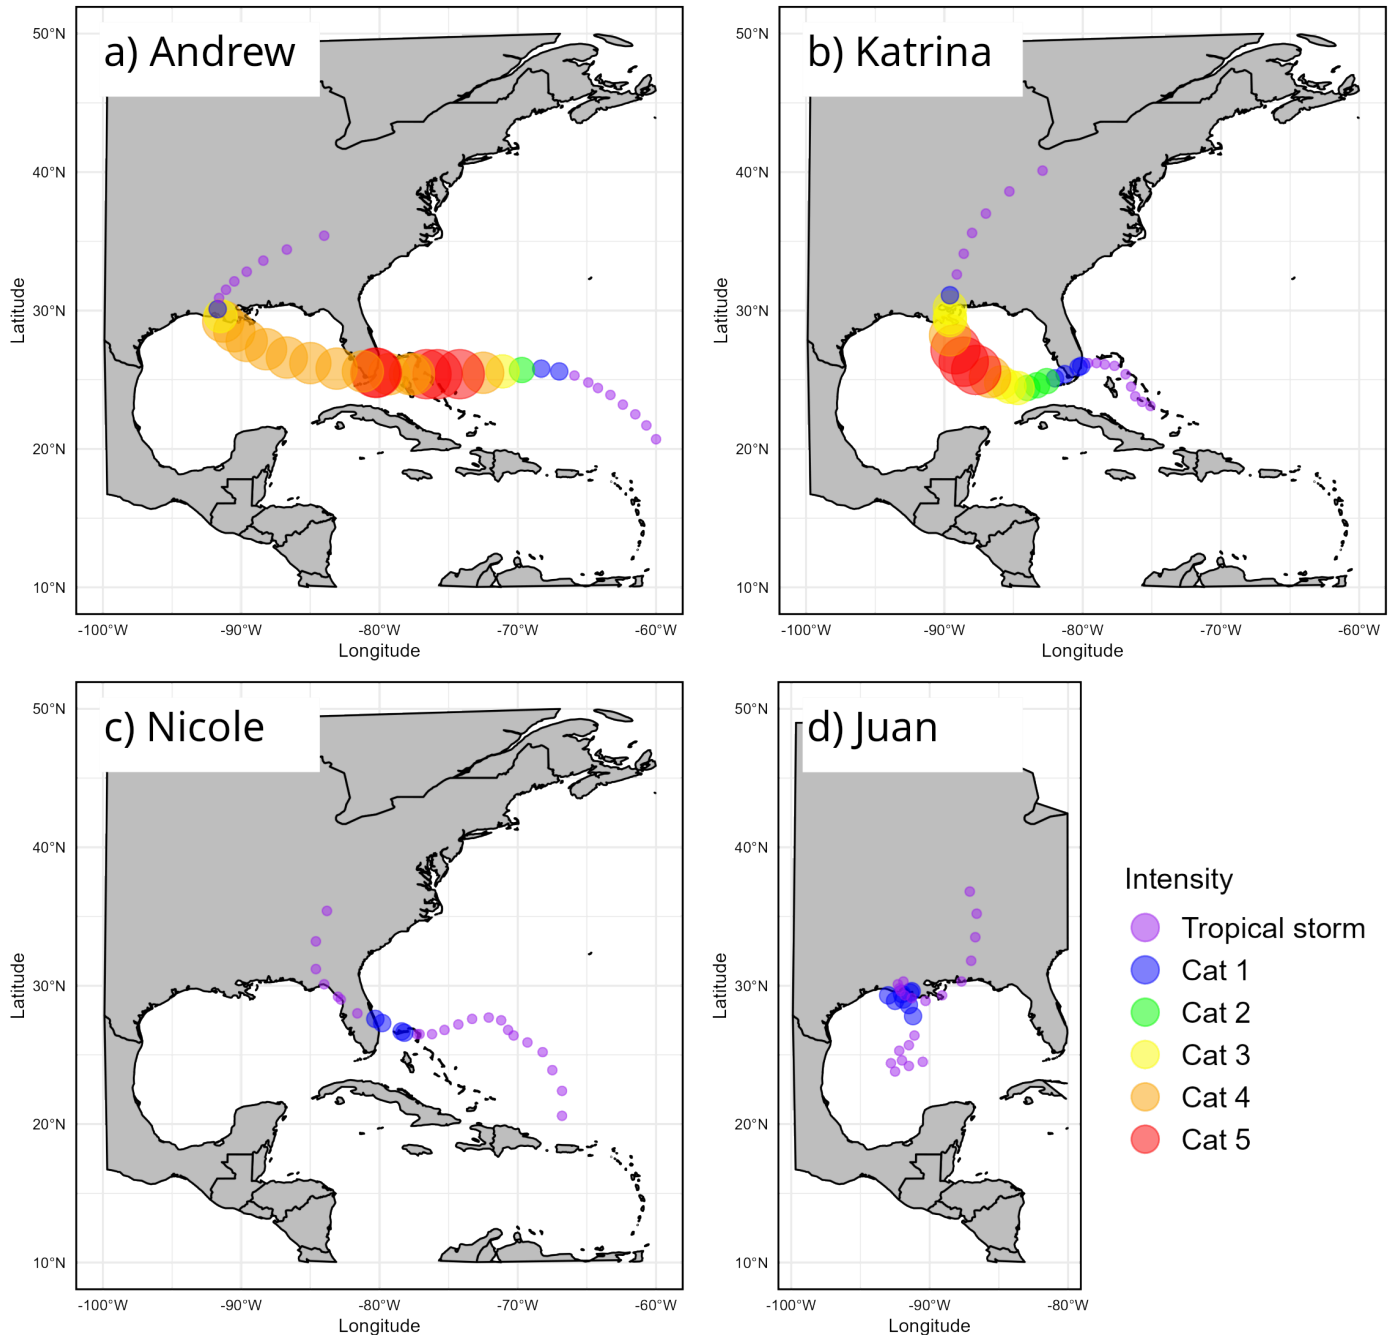 a) Andrew
50°N
40°N
30°N
20°N
10°N
Latitude
-100°W -90°W -80°W -70°W -60°W
Longitude
b) Katrina
50°N
40°N
30°N
20°N
10°N
Latitude
-100°W -90°W -80°W -70°W -60°W
Longitude
c) Nicole
50°N
40°N
30°N
20°N
10°N
Latitude
-100°W -90°W -80°W -70°W -60°W
Longitude
d) Juan
50°N
40°N
30°N
20°N
10°N
Latitude
-100°W -90°W -80°W
Longitude
Intensity
Tropical storm
Cat 1
Cat 2
Cat 3
Cat 4
Cat 5